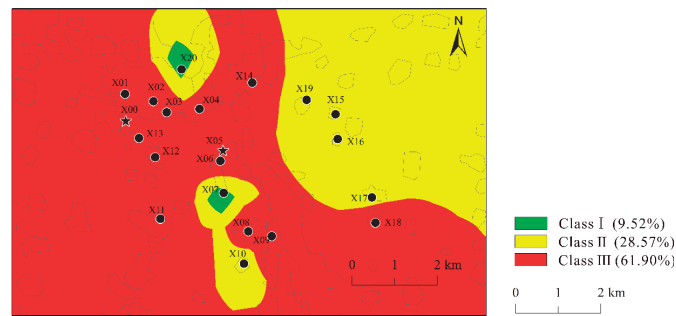 N
X20
X14
X01
X02
X19
X03
X04
X15
X00
X13
X05
X16
X12
X06
X07
X17
X11
X08
X18
X09
X10
0 1 2 km
Class Ⅰ (9.52%)
Class Ⅱ (28.57%)
Class Ⅲ (61.90%)
0 1 2 km